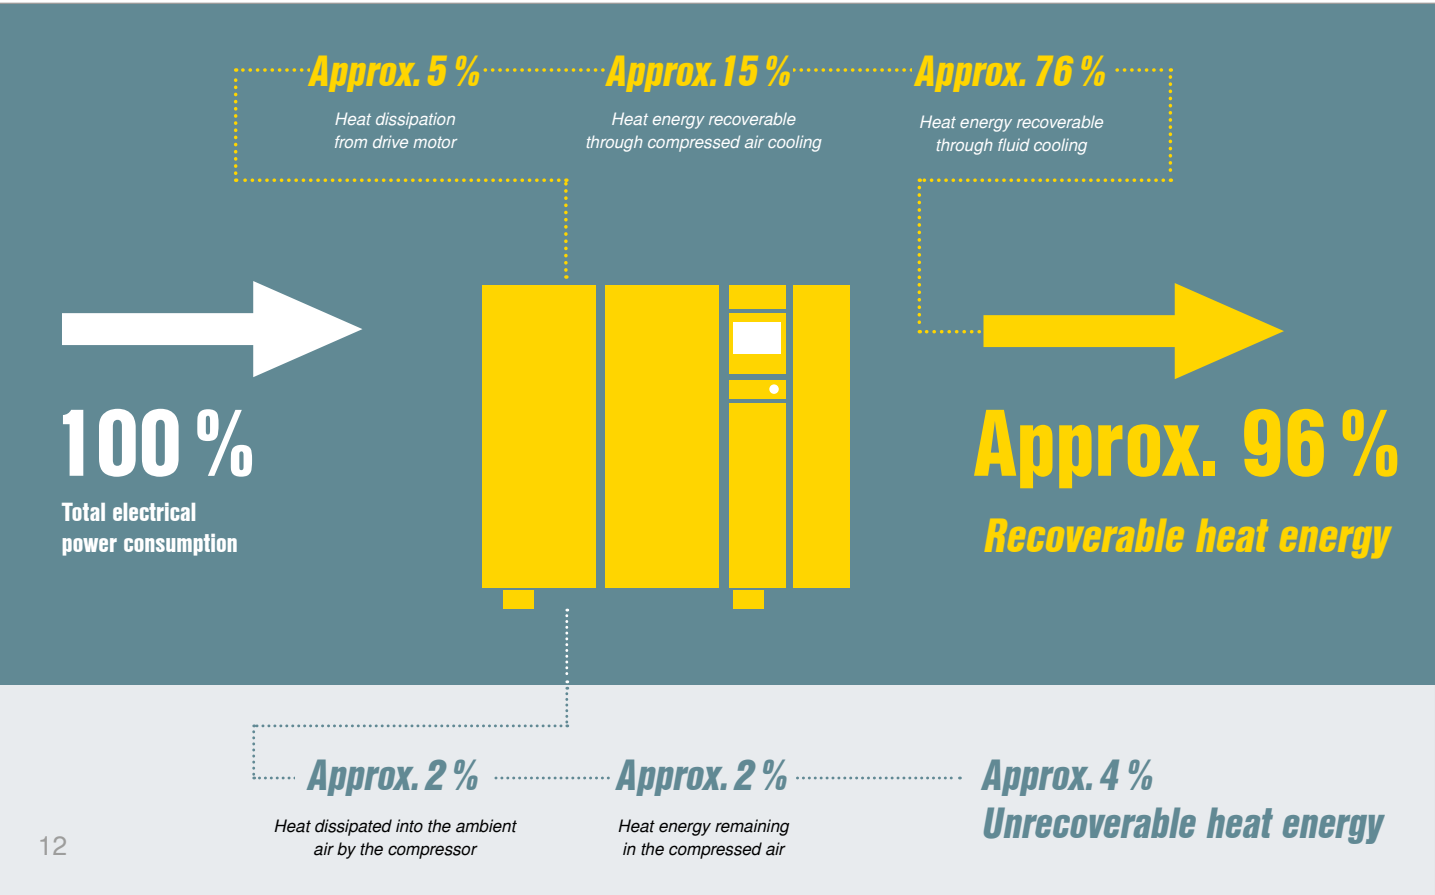 Approx. 5 %
Heat dissipation
from drive motor
Approx. 15 %
Heat energy recoverable
through compressed air cooling
Approx. 76 %
Heat energy recoverable
through fluid cooling
100 %
Total electrical
power consumption
Approx. 96 %
Recoverable heat energy
Approx. 2 %
Heat dissipated into the ambient
air by the compressor
Approx. 2 %
Heat energy remaining
in the compressed air
Approx. 4 %
Unrecoverable heat energy
12